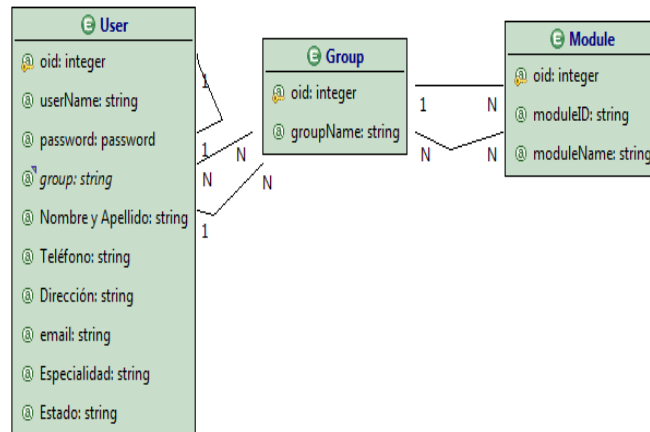 User
oid: integer
userName: string
password: password
group: string
Nombre y Apellido: string
Teléfono: string
Dirección: string
email: string
Especialidad: string
Estado: string
1
1
N
N
1
N
Group
oid: integer
groupName: string
1
N
N
N
Module
oid: integer
moduleID: string
moduleName: string